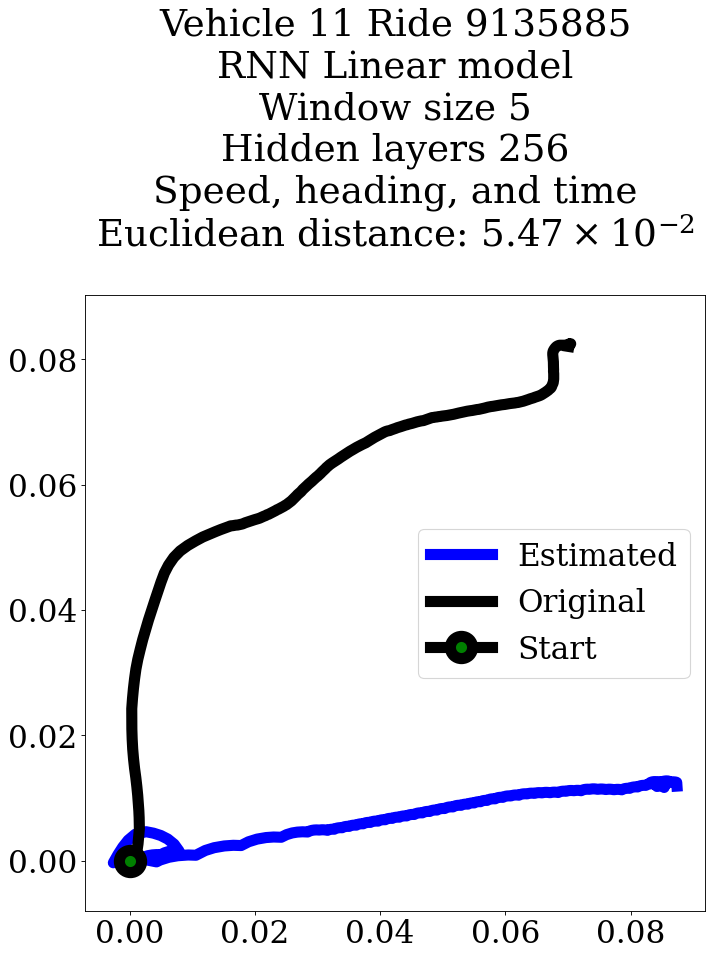 Vehicle 11 Ride 9135885
RNN Linear model
Window size 5
Hidden layers 256
Speed, heading, and time
Euclidean distance: 5.47 × 10⁻²
0.08
0.06
0.04
0.02
0.00
Estimated
Original
Start
0.00 0.02 0.04 0.06 0.08